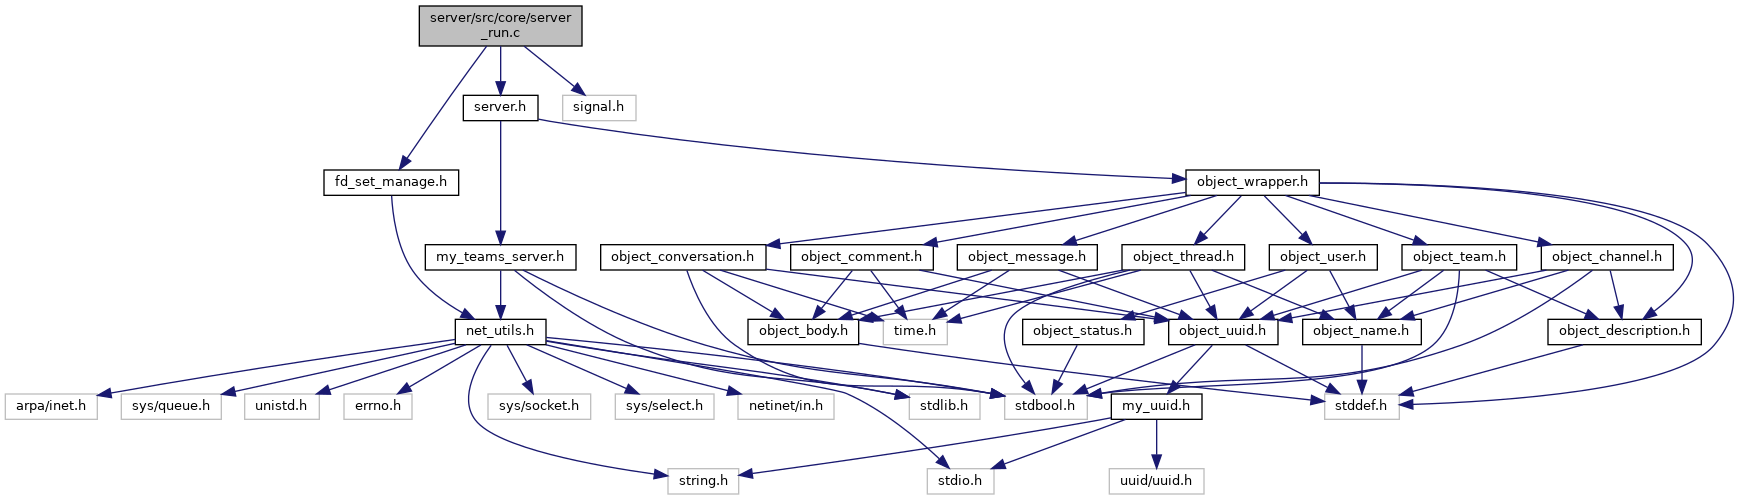 server/src/core/server
_run.c
server.h
signal.h
fd_set_manage.h
object_wrapper.h
my_teams_server.h
object_conversation.h
object_comment.h
object_message.h
object_thread.h
object_user.h
object_team.h
object_channel.h
net_utils.h
object_body.h
time.h
object_status.h
object_uuid.h
object_name.h
object_description.h
arpa/inet.h
sys/queue.h
unistd.h
errno.h
sys/socket.h
sys/select.h
netinet/in.h
stdlib.h
stdbool.h
my_uuid.h
stddef.h
string.h
stdio.h
uuid/uuid.h